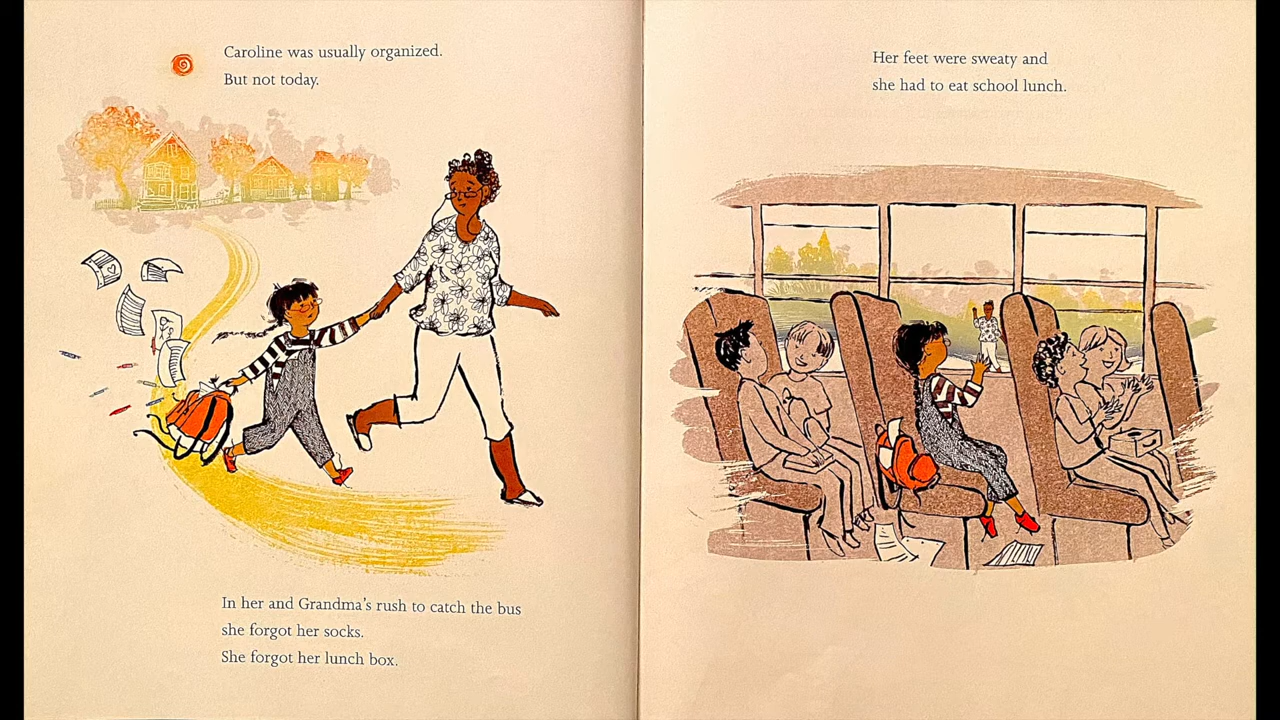 Caroline was usually organized.
But not today.
In her and Grandma's rush to catch the bus
she forgot her socks.
She forgot her lunch box.
Her feet were sweaty and
she had to eat school lunch.